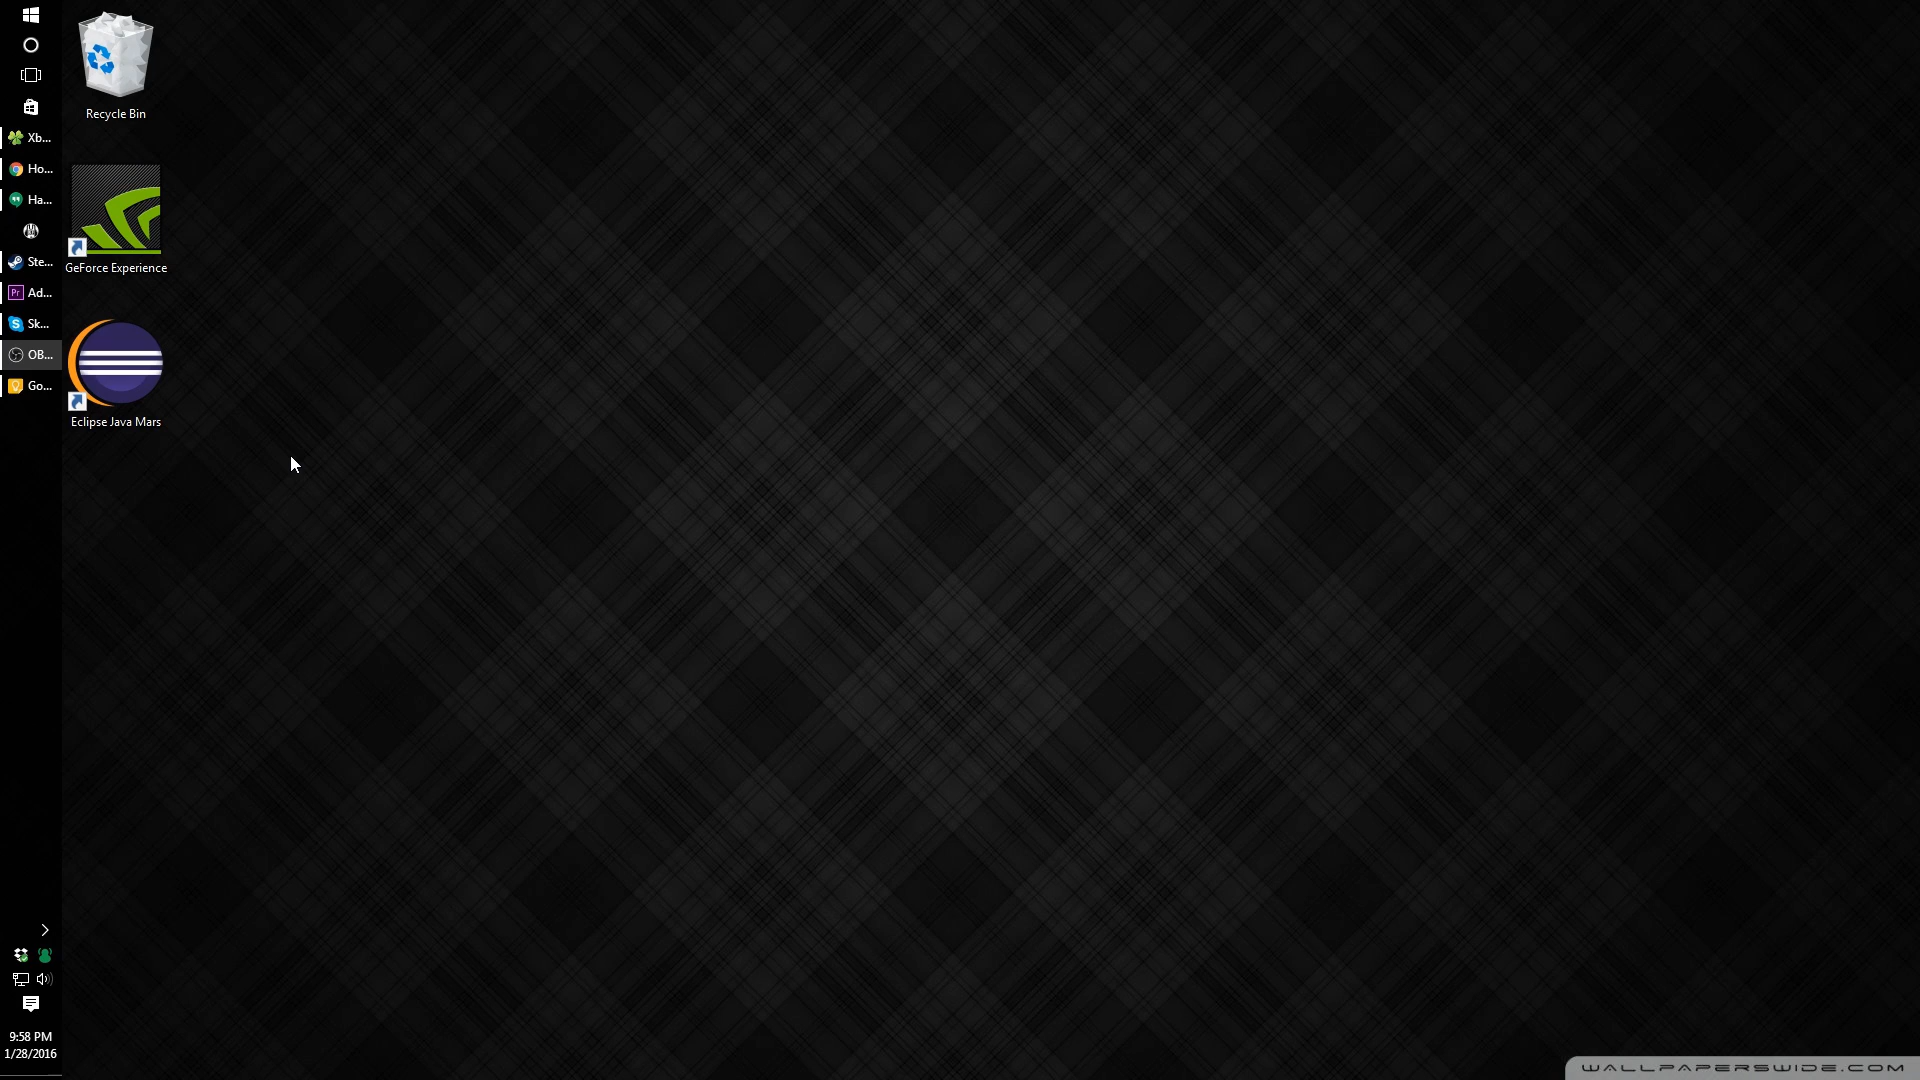 Recycle Bin
Xb...
Ho...
Ha...
GeForce Experience
Ste...
Pr Ad...
Sk...
OB...
Go...
Eclipse Java Mars
9:58 PM
1/28/2016
WALLPAPERSWIDE.COM